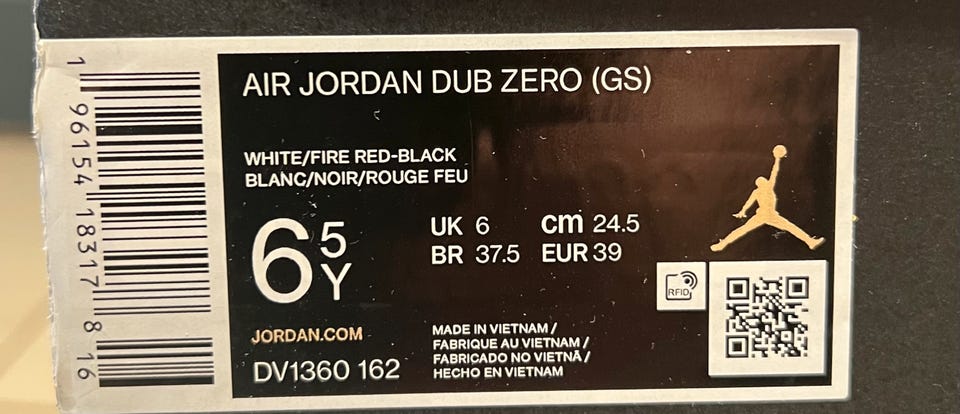 1 96154 18317 8 16
AIR JORDAN DUB ZERO (GS)
WHITE/FIRE RED-BLACK
BLANC/NOIR/ROUGE FEU
6 5 Y
UK 6 cm 24.5
BR 37.5 EUR 39
RFID
JORDAN.COM
DV1360 162
MADE IN VIETNAM /
FABRIQUE AU VIETNAM /
FABRICADO NO VIETNÃ /
HECHO EN VIETNAM